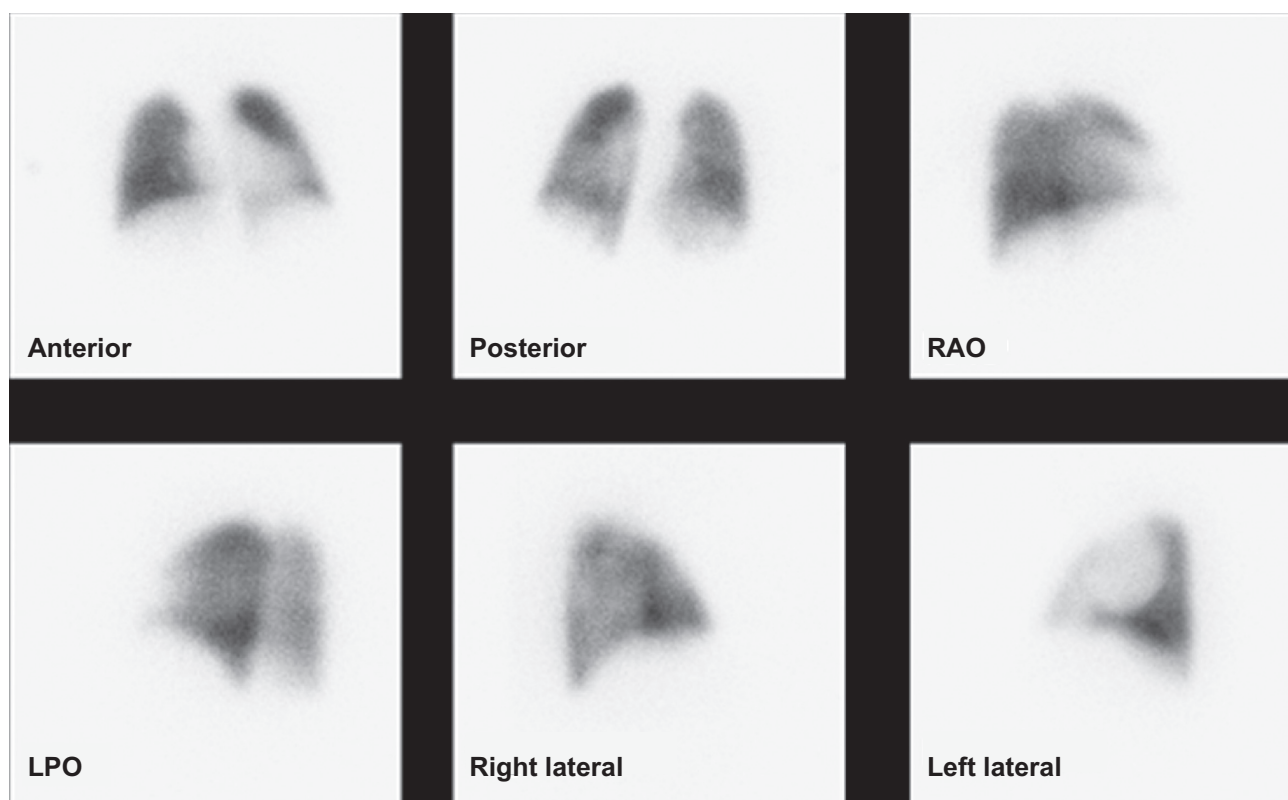 Anterior
Posterior
RAO
LPO
Right lateral
Left lateral